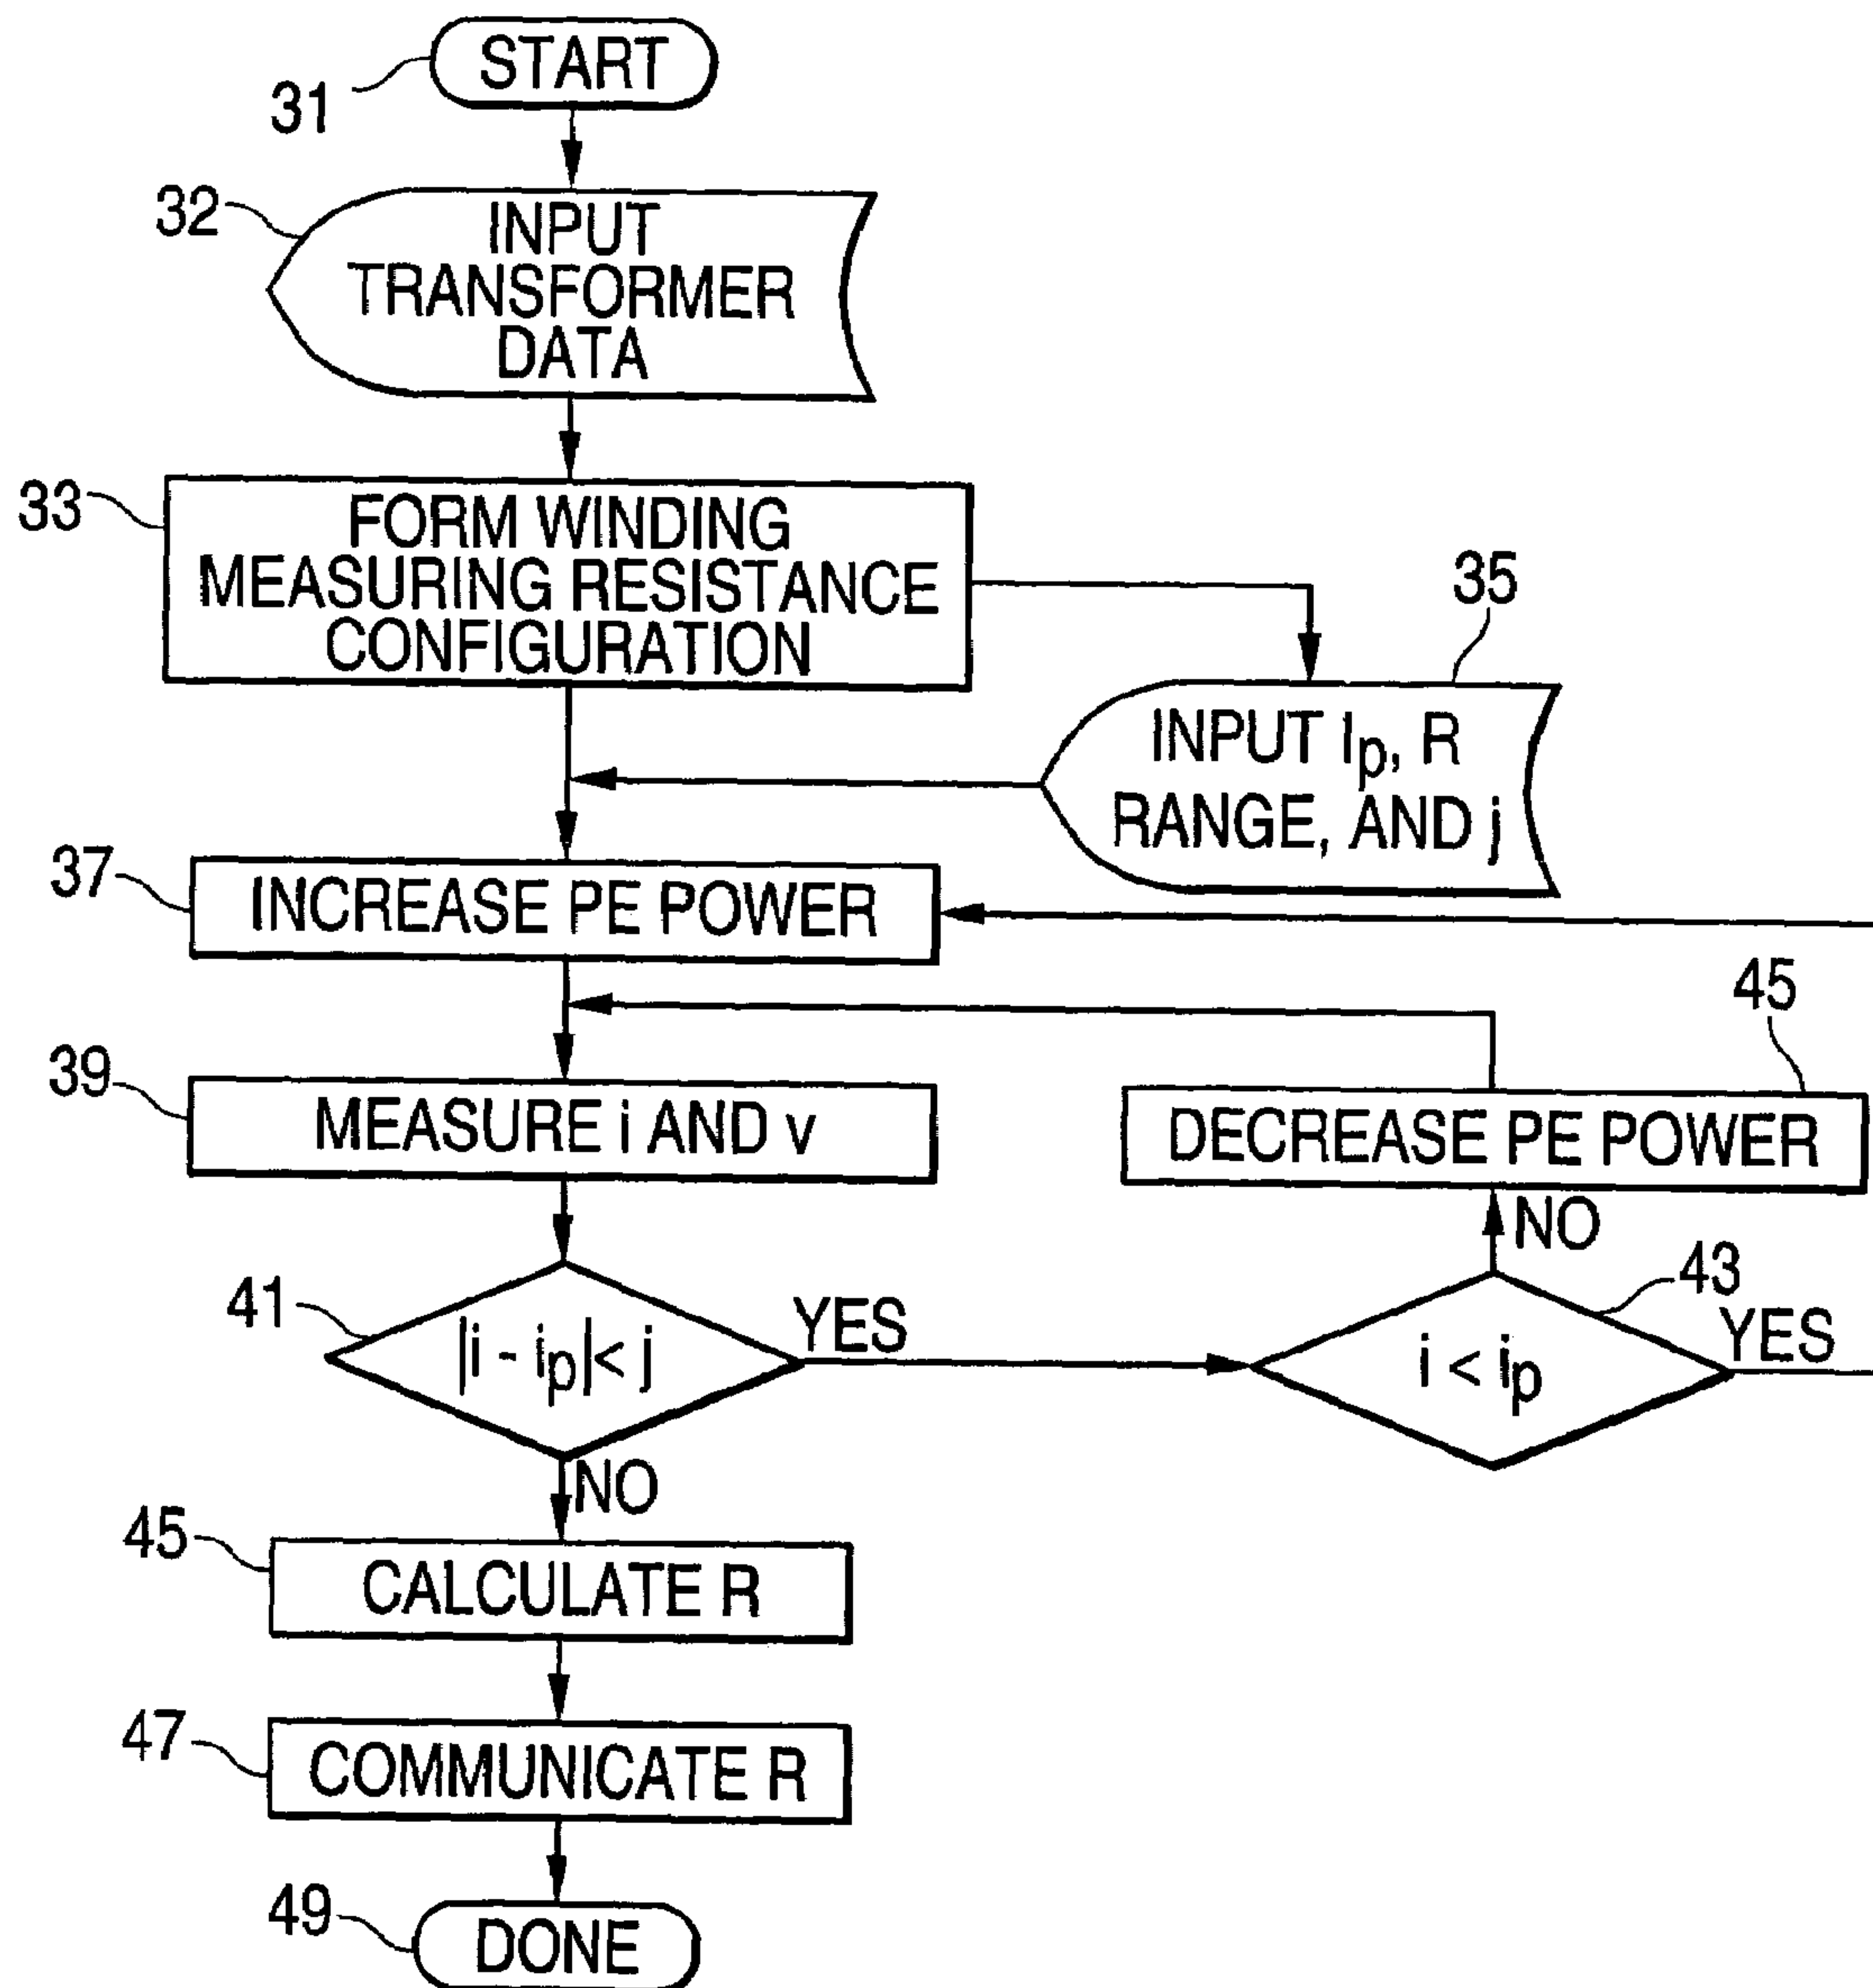 START
31
32
INPUT
TRANSFORMER
DATA
33
FORM WINDING
MEASURING RESISTANCE
CONFIGURATION
35
INPUT Ip, R
RANGE, AND j
37
INCREASE PE POWER
45
39
MEASURE i AND v
DECREASE PE POWER
NO
43
41
|i - ip|< j
YES
i < ip
YES
NO
45
CALCULATE R
47
COMMUNICATE R
49
DONE